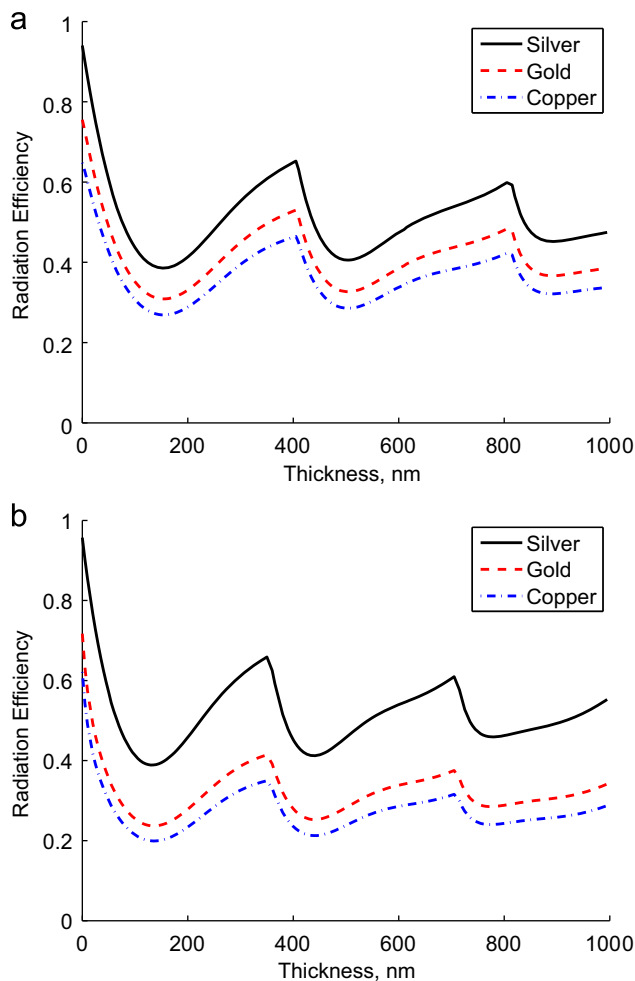 a
1
0.8
0.6
0.4
0.2
0
Radiation Efficiency
Silver
Gold
Copper
0 200 400 600 800 1000
Thickness, nm
b
1
0.8
0.6
0.4
0.2
0
Radiation Efficiency
Silver
Gold
Copper
0 200 400 600 800 1000
Thickness, nm